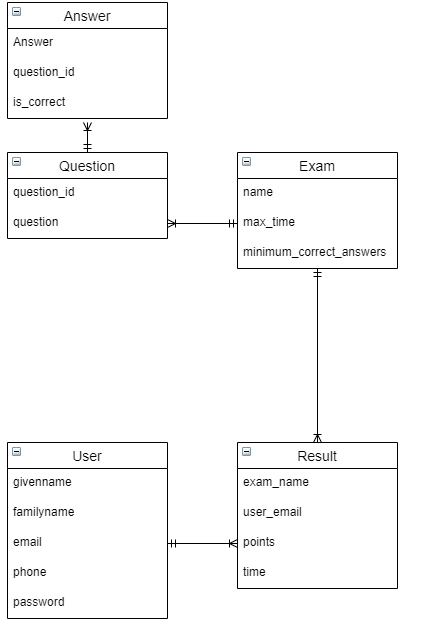 Answer
Answer
question_id
is_correct
Question
question_id
question
Exam
name
max_time
minimum_correct_answers
User
givenname
familyname
email
phone
password
Result
exam_name
user_email
points
time